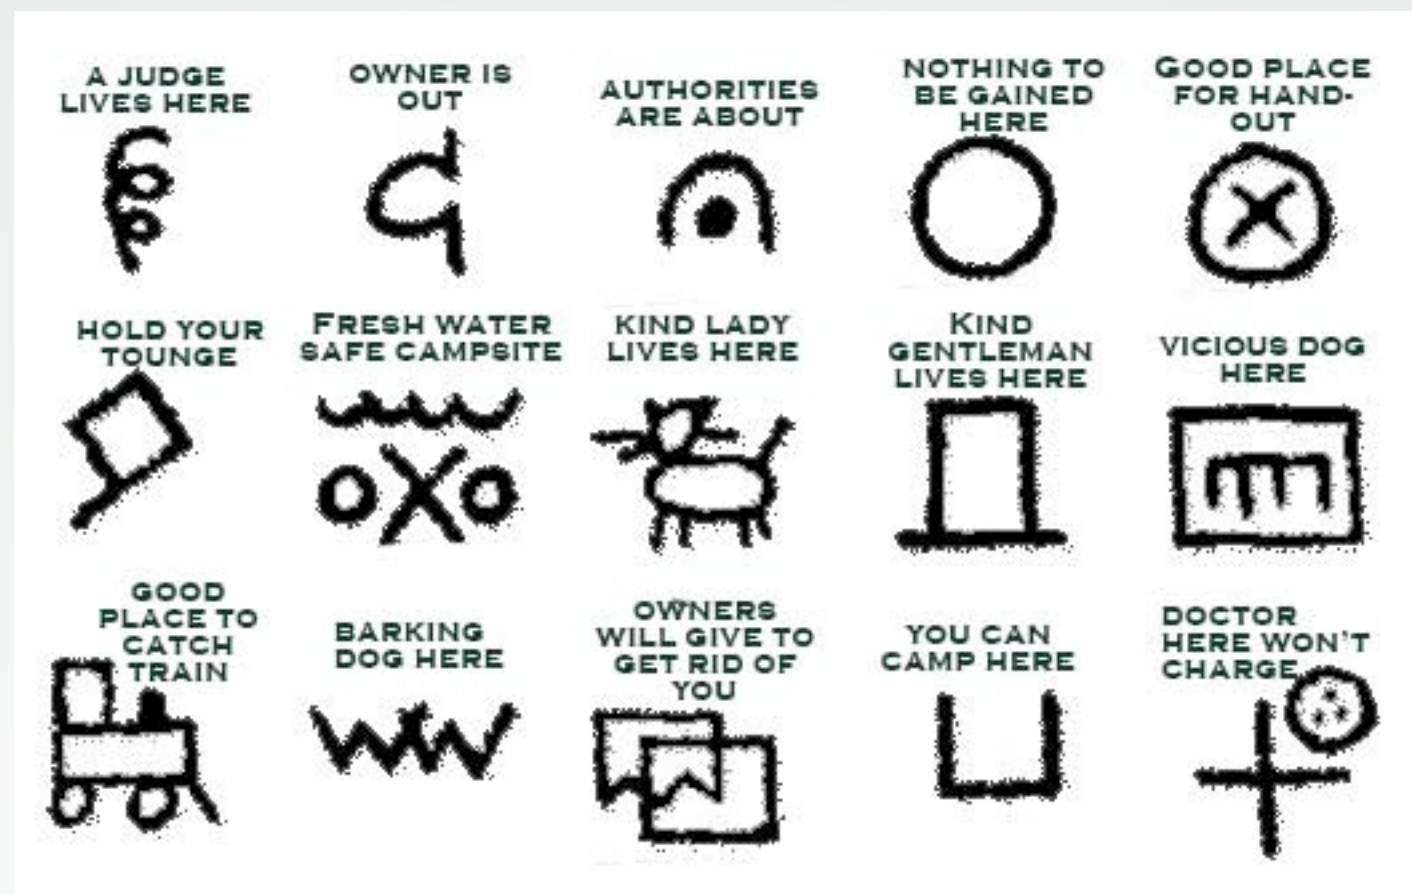 A JUDGE
LIVES HERE
OWNER IS
OUT
AUTHORITIES
ARE ABOUT
NOTHING TO
BE GAINED
HERE
GOOD PLACE
FOR HAND-
OUT
HOLD YOUR
TOUNGE
FRESH WATER
SAFE CAMPSITE
KIND LADY
LIVES HERE
KIND
GENTLEMAN
LIVES HERE
VICIOUS DOG
HERE
GOOD
PLACE TO
CATCH
TRAIN
BARKING
DOG HERE
OWNERS
WILL GIVE TO
GET RID OF
YOU
YOU CAN
CAMP HERE
DOCTOR
HERE WON'T
CHARGE